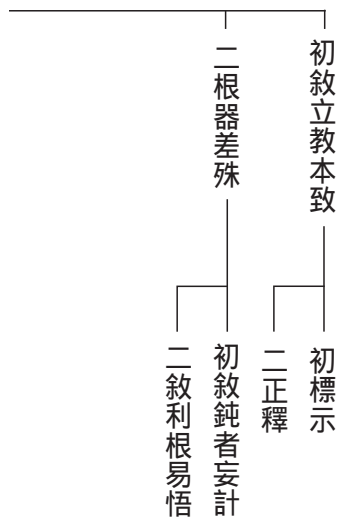 初敘立教本致
初標示
二正釋
二根器差殊
初敘鈍者妄計
二敘利根易悟